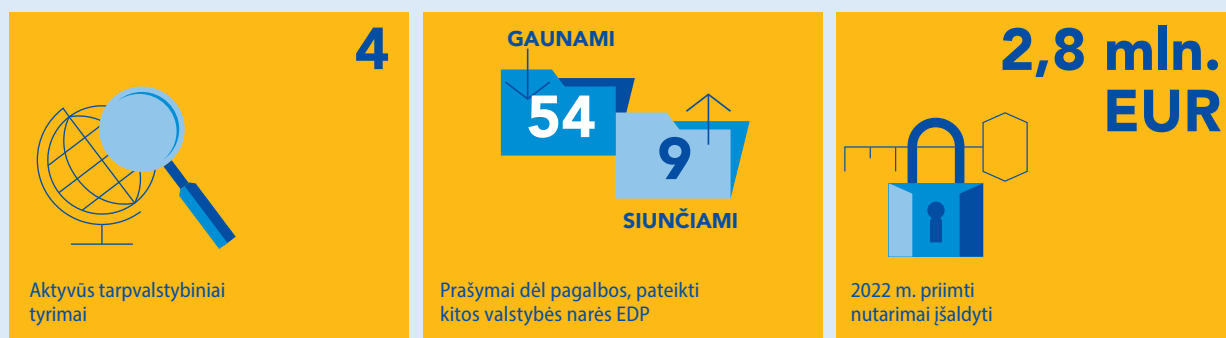 4
Aktyvūs tarpvalstybiniai
tyrimai
GAUNAMI
54
9
SIUNČIAMI
Prašymai dėl pagalbos, pateikti
kitos valstybės narės EDP
2,8 mln.
EUR
2022 m. priimti
nutarimai įšaldyti